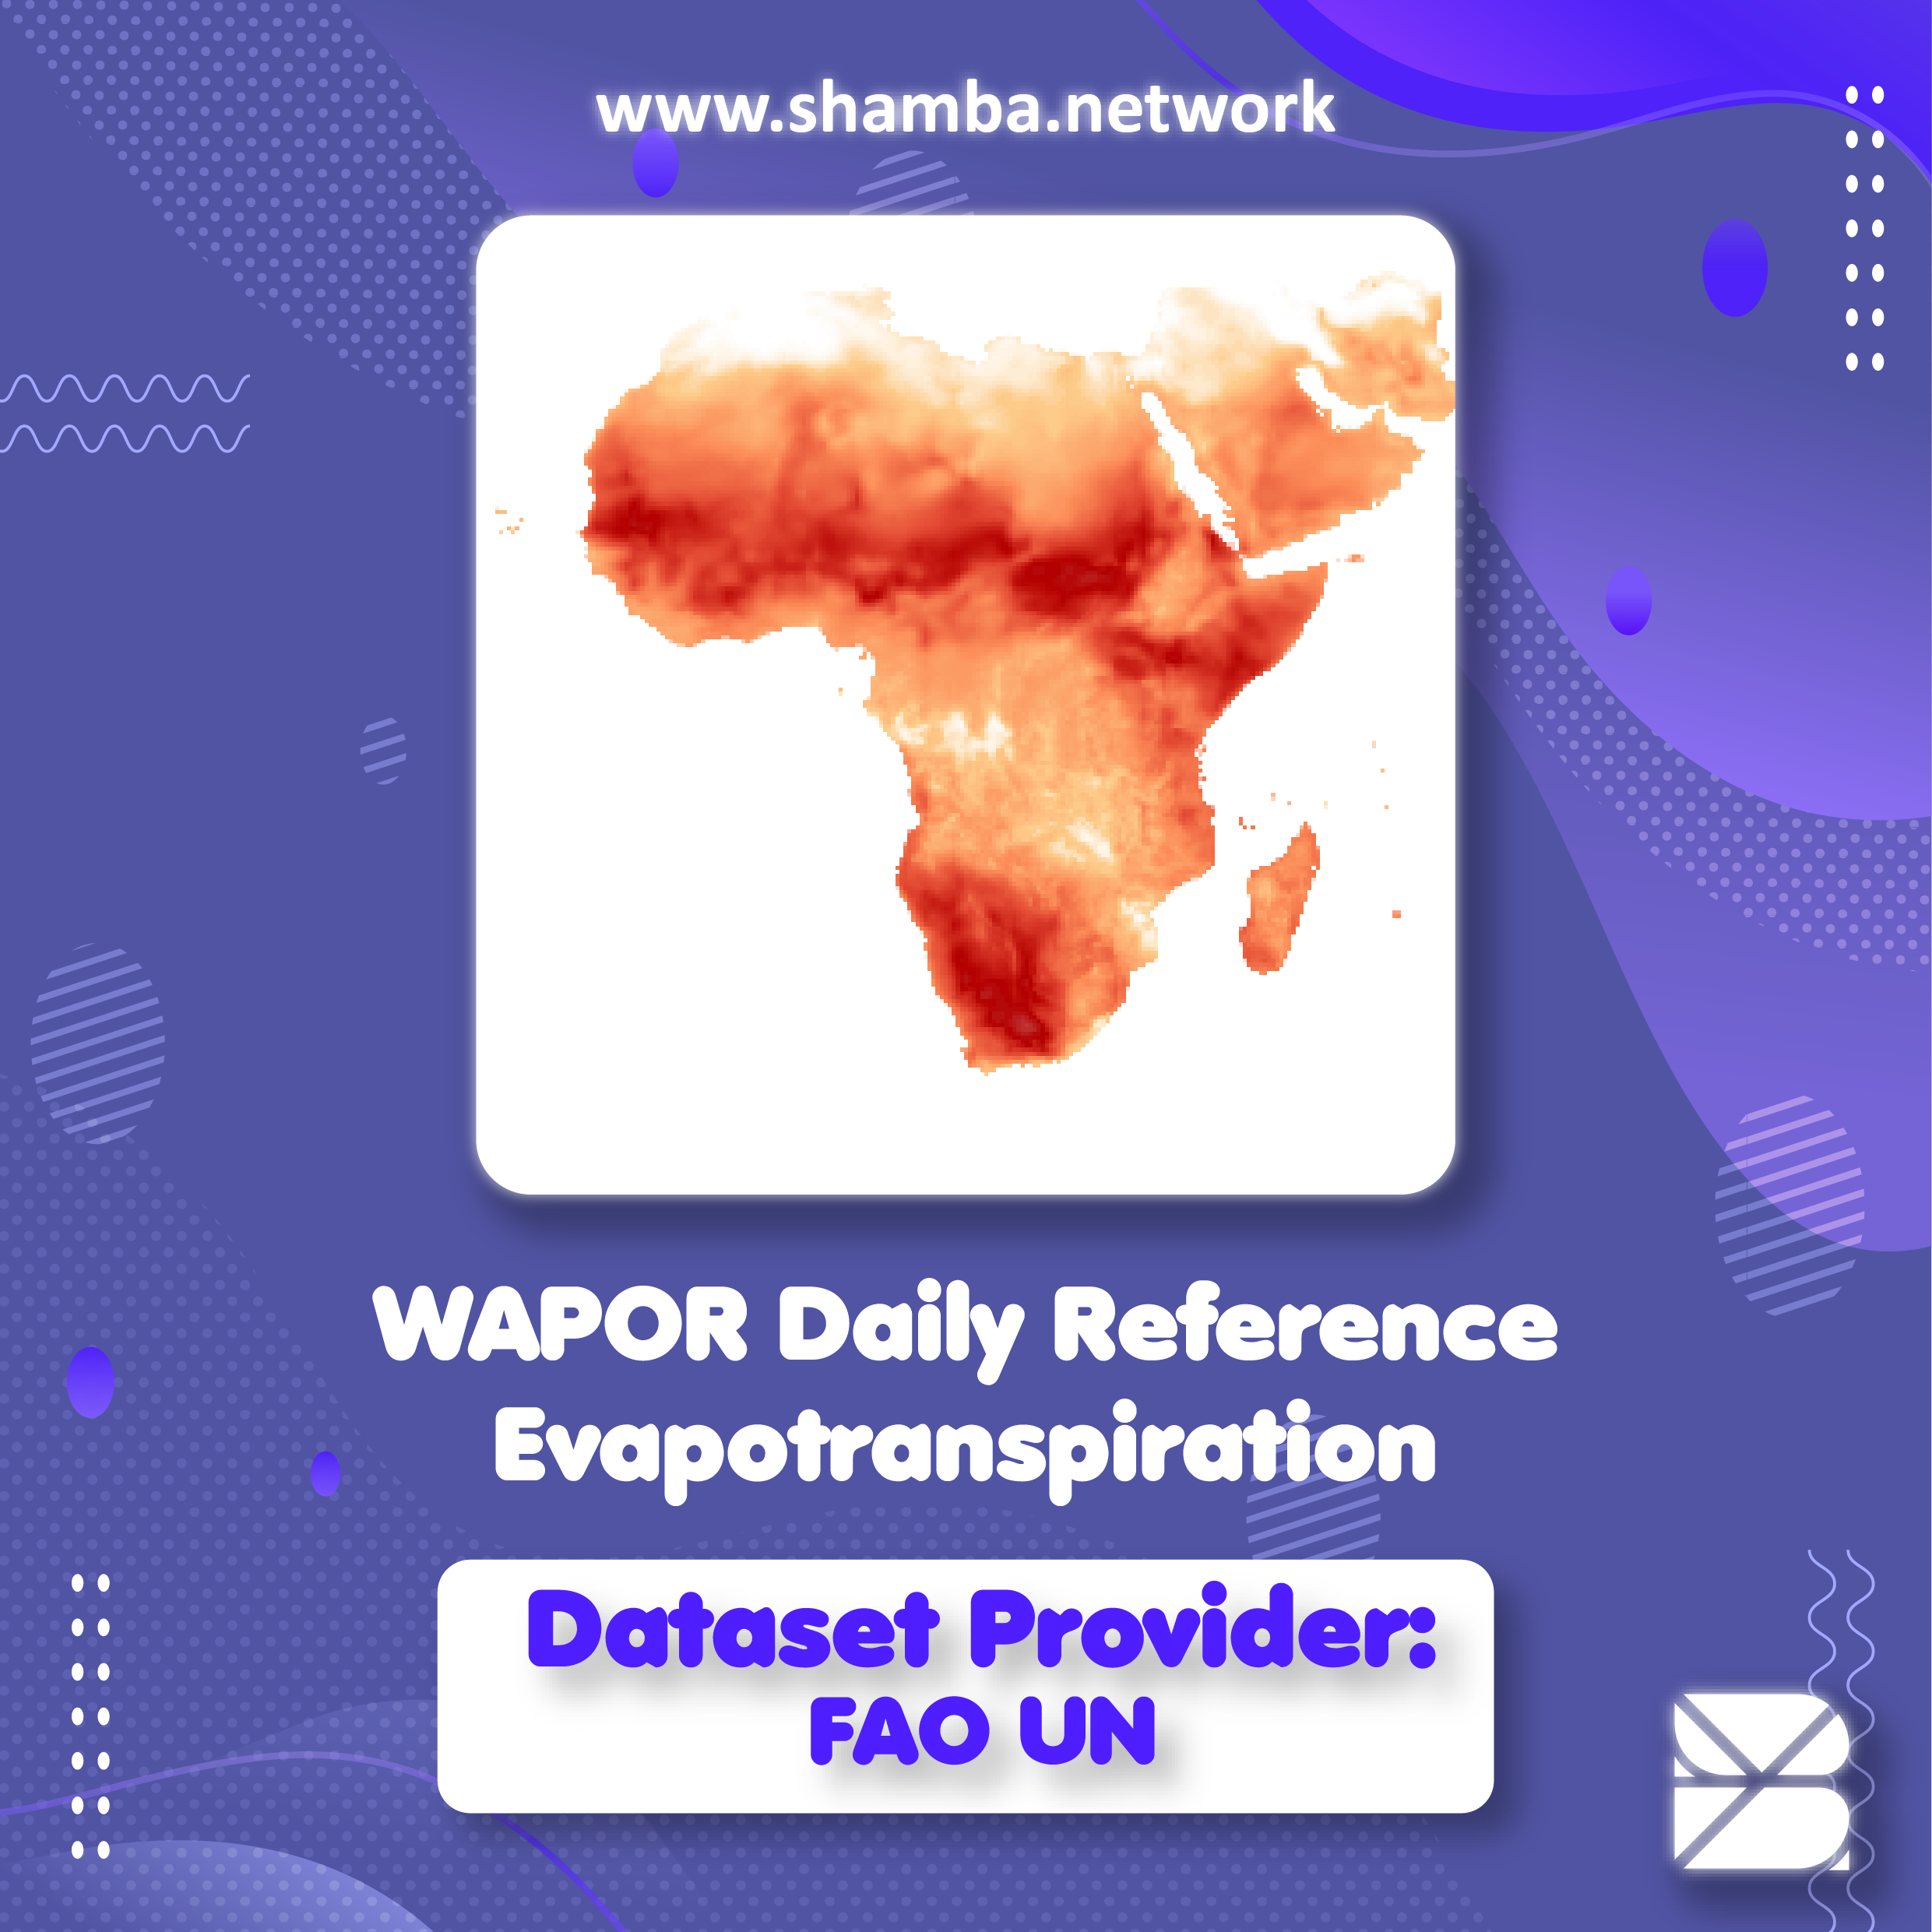 www.shamba.network
WAPOR Daily Reference
Evapotranspiration
Dataset Provider:
FAO UN